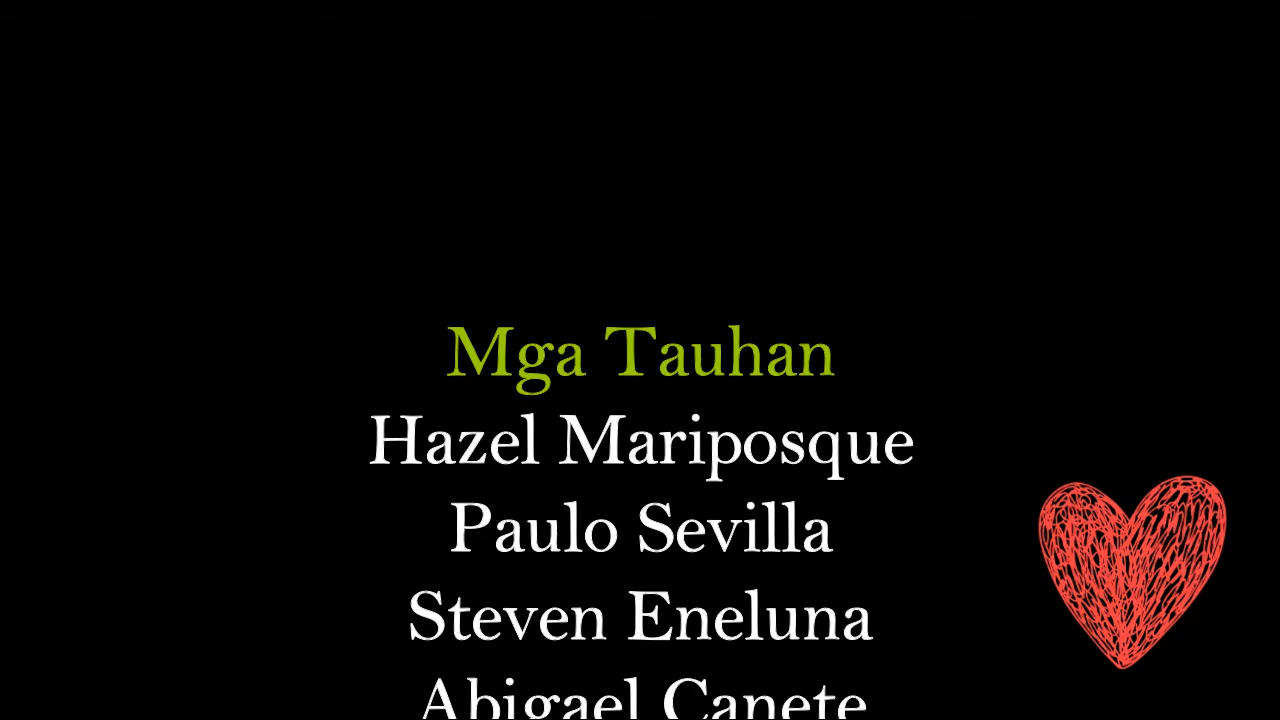 Mga Tauhan
Hazel Mariposque
Paulo Sevilla
Steven Eneluna
Abigael Canete